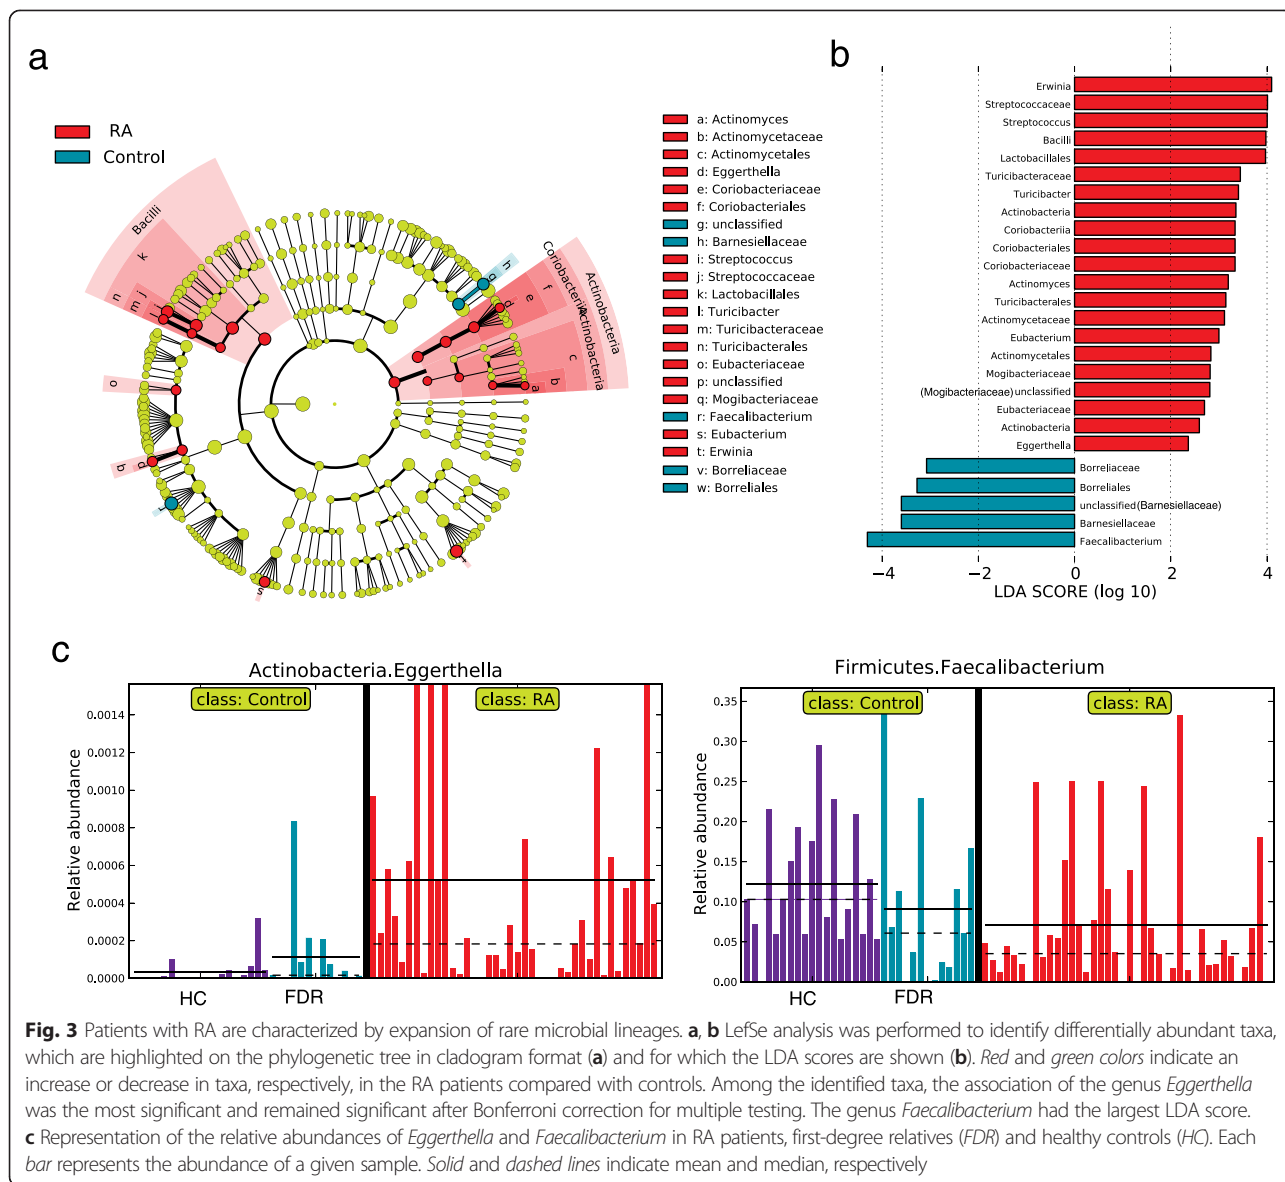 a
RA
Control
Bacilli
k
n
m
j
i
l
o
p
q
r
s
t
g
h
Coriobacteriia
Actinobacteria
Actinobacteria
d
e
f
c
b
a
a: Actinomyces
b: Actinomycetaceae
c: Actinomycetales
d: Eggerthella
e: Coriobacteriaceae
f: Coriobacteriales
g: unclassified
h: Barnesiellaceae
i: Streptococcus
j: Streptococcaceae
k: Lactobacillales
l: Turicibacter
m: Turicibacteraceae
n: Turicibacterales
o: Eubacteriaceae
p: unclassified
q: Mogibacteriaceae
r: Faecalibacterium
s: Eubacterium
t: Erwinia
v: Borreliaceae
w: Borreliales
b
Erwinia
Streptococcaceae
Streptococcus
Bacilli
Lactobacillales
Turicibacteraceae
Turicibacter
Actinobacteria
Coriobacteriia
Coriobacteriales
Coriobacteriaceae
Actinomyces
Turicibacterales
Actinomycetaceae
Eubacterium
Actinomycetales
Mogibacteriaceae
(Mogibacteriaceae) unclassified
Eubacteriaceae
Actinobacteria
Eggerthella
Borreliaceae
Borreliales
unclassified(Barnesiellaceae)
Barnesiellaceae
Faecalibacterium
−4 −2 0 2 4
LDA SCORE (log 10)
c
Actinobacteria.Eggerthella
class: Control
class: RA
Relative abundance
0.0014
0.0012
0.0010
0.0008
0.0006
0.0004
0.0002
0.0000
HC
FDR
Firmicutes.Faecalibacterium
class: Control
class: RA
Relative abundance
0.35
0.30
0.25
0.20
0.15
0.10
0.05
0.00
HC
FDR
Fig. 3 Patients with RA are characterized by expansion of rare microbial lineages. a, b LefSe analysis was performed to identify differentially abundant taxa,
which are highlighted on the phylogenetic tree in cladogram format (a) and for which the LDA scores are shown (b). Red and green colors indicate an
increase or decrease in taxa, respectively, in the RA patients compared with controls. Among the identified taxa, the association of the genus Eggerthella
was the most significant and remained significant after Bonferroni correction for multiple testing. The genus Faecalibacterium had the largest LDA score.
c Representation of the relative abundances of Eggerthella and Faecalibacterium in RA patients, first-degree relatives (FDR) and healthy controls (HC). Each
bar represents the abundance of a given sample. Solid and dashed lines indicate mean and median, respectively